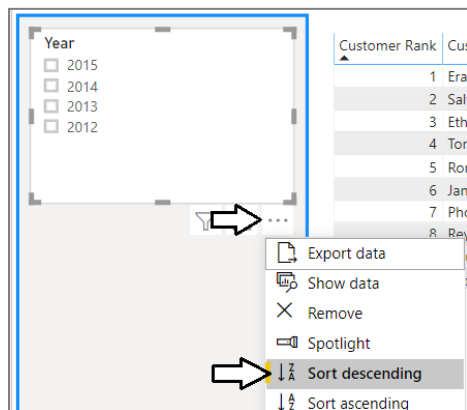 Year
2015
2014
2013
2012
Customer Rank
1
2
3
4
5
6
7
8
Export data
Show data
Remove
Spotlight
Sort descending
Sort ascending